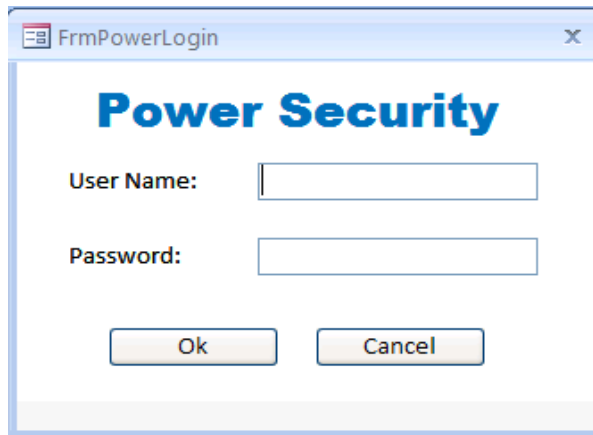 FrmPowerLogin x
Power Security
User Name:
Password:
Ok Cancel